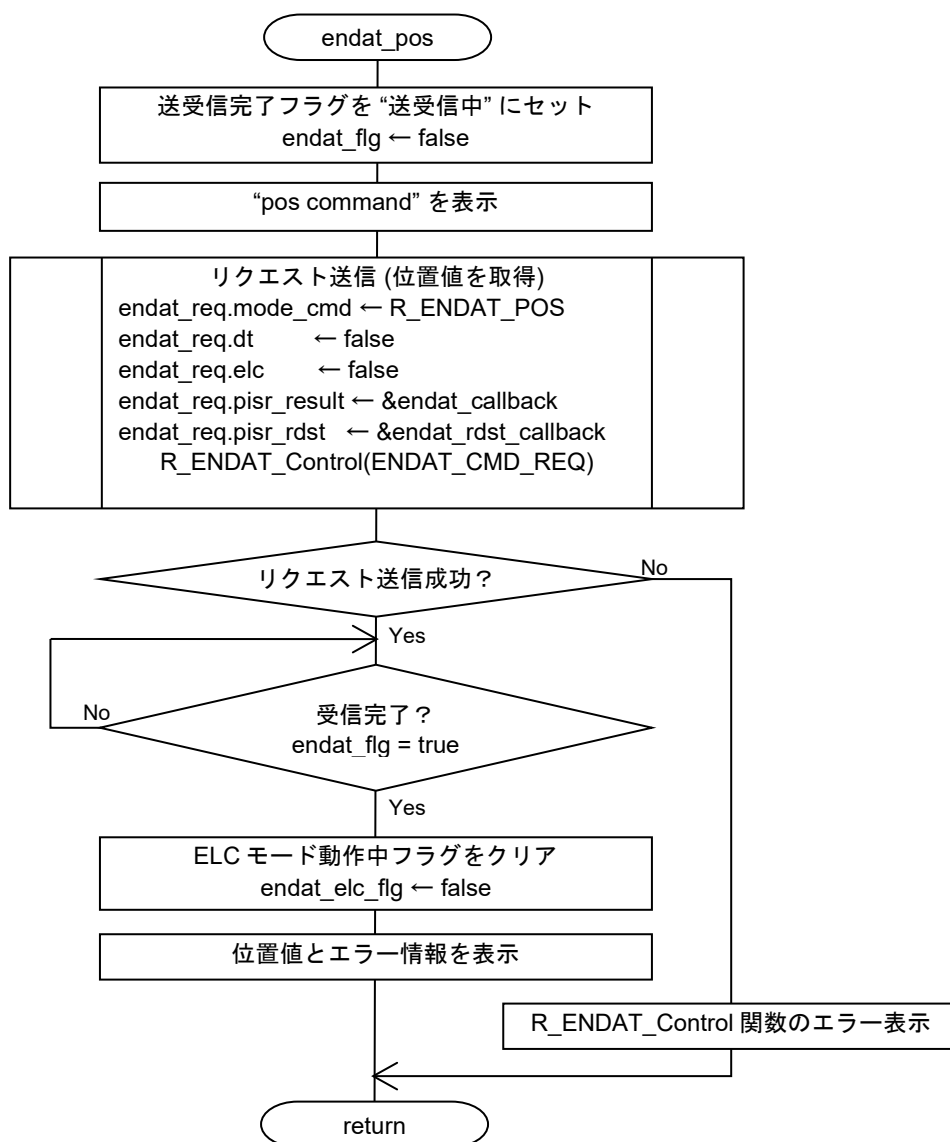 endat_pos
送受信完了フラグを “送受信中” にセット
endat_flg ← false
“pos command” を表示
リクエスト送信 (位置値を取得)
endat_req.mode_cmd ← R_ENDAT_POS
endat_req.dt ← false
endat_req.elc ← false
endat_req.pisr_result ← &endat_callback
endat_req.pisr_rdst ← &endat_rdst_callback
R_ENDAT_Control(ENDAT_CMD_REQ)
リクエスト送信成功？
No
Yes
No
受信完了？
endat_flg = true
Yes
ELC モード動作中フラグをクリア
endat_elc_flg ← false
位置値とエラー情報を表示
R_ENDAT_Control 関数のエラー表示
return